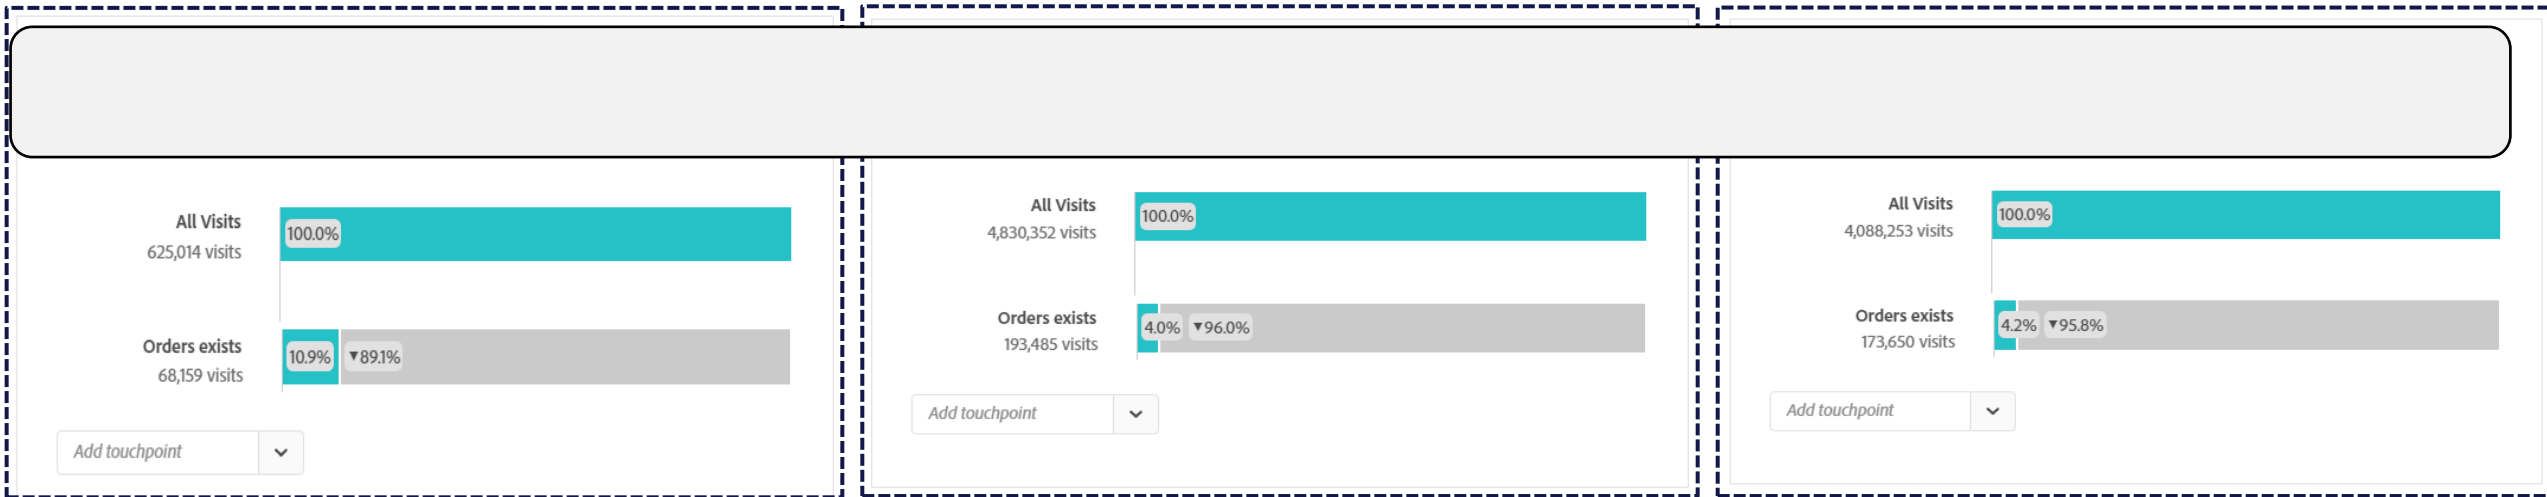 All Visits
625,014 visits
100.0%
Orders exists
68,159 visits
10.9% ▼89.1%
Add touchpoint
All Visits
4,830,352 visits
100.0%
Orders exists
193,485 visits
4.0% ▼96.0%
Add touchpoint
All Visits
4,088,253 visits
100.0%
Orders exists
173,650 visits
4.2% ▼95.8%
Add touchpoint